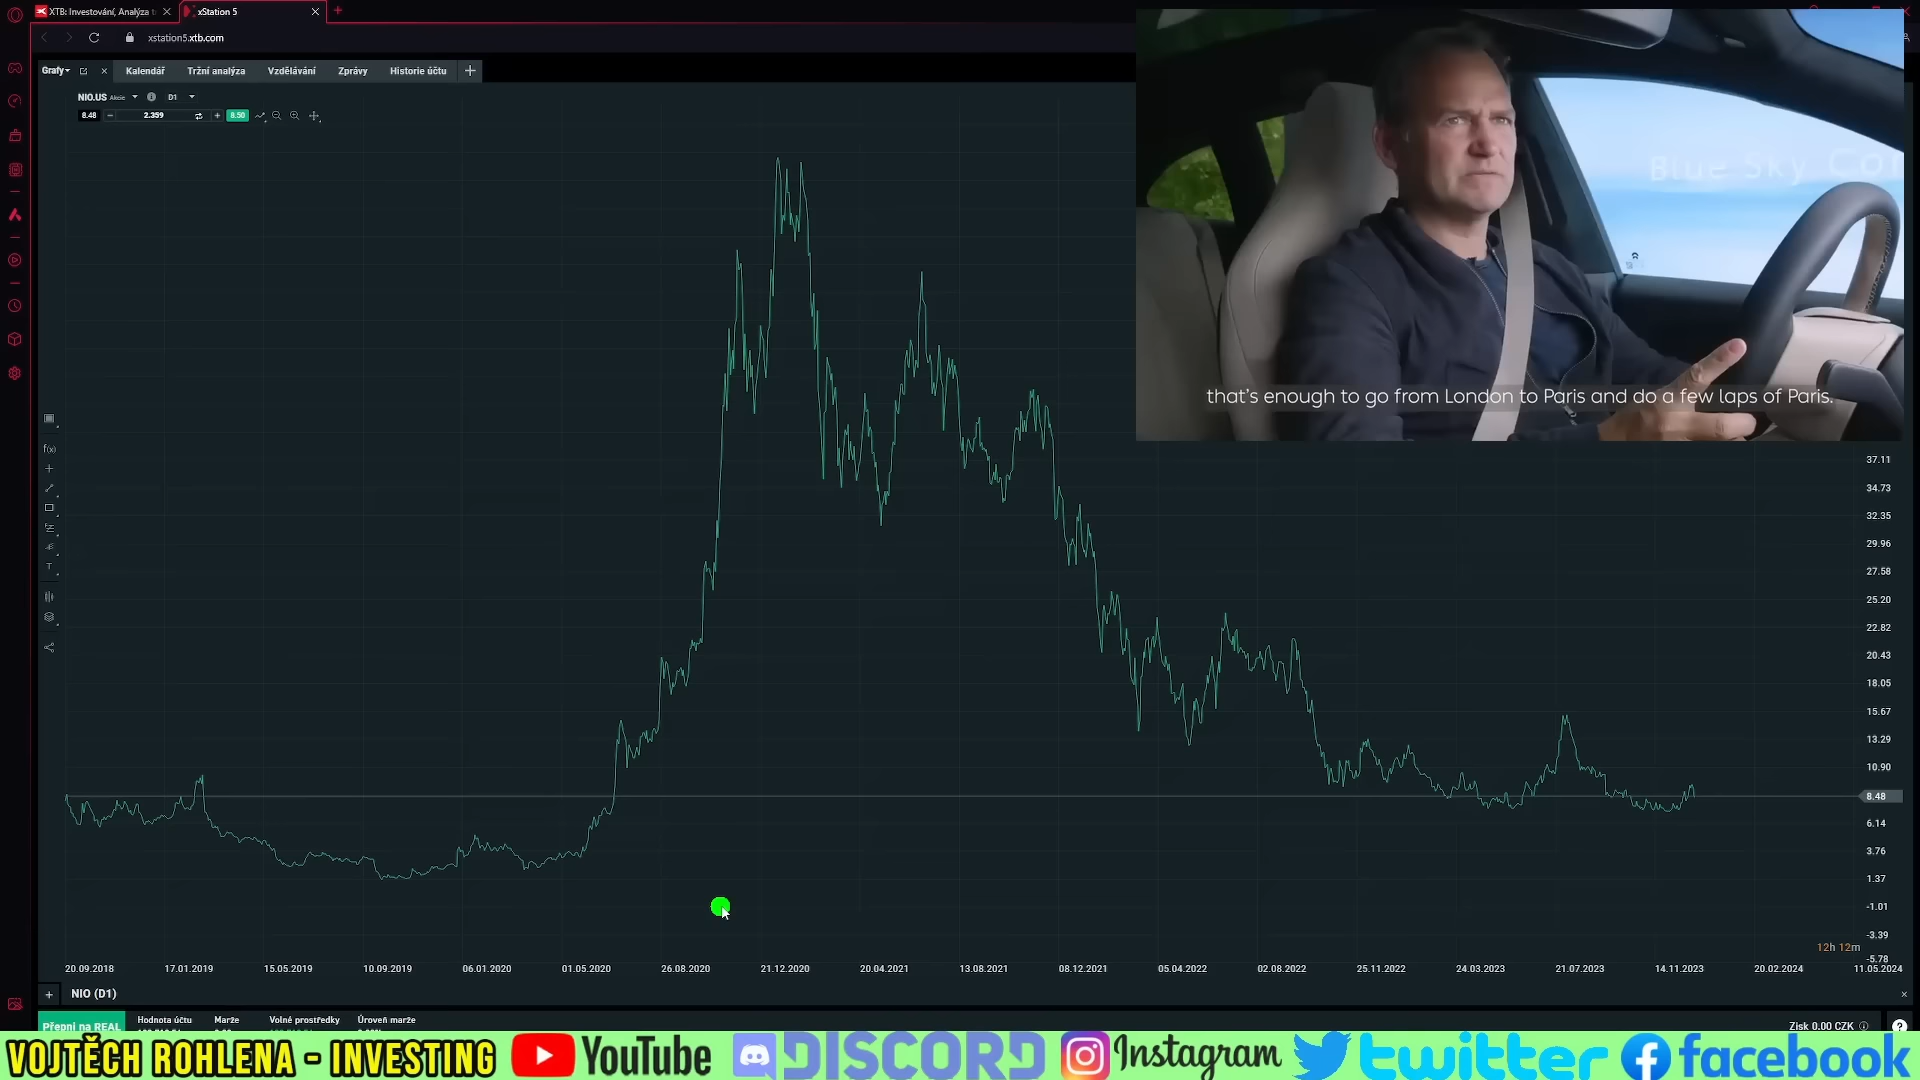 XTB: Investování, Analýza t
xStation 5
xstation5.xtb.com
Grafy
Kalendář
Tržní analýza
Vzdělávání
Zprávy
Historie účtu
NIO.US Akcie
D1
8.48
2.359
8.50
Blue Sky Cor
that's enough to go from London to Paris and do a few laps of Paris.
37.11
34.73
32.35
29.96
27.58
25.20
22.82
20.43
18.05
15.67
13.29
10.90
8.48
6.14
3.76
1.37
-1.01
-3.39
-5.78
12h 12m
20.09.2018
17.01.2019
15.05.2019
10.09.2019
06.01.2020
01.05.2020
26.08.2020
21.12.2020
20.04.2021
13.08.2021
08.12.2021
05.04.2022
02.08.2022
25.11.2022
24.03.2023
21.07.2023
14.11.2023
20.02.2024
11.05.2024
NIO (D1)
Přepni na REAL
Hodnota účtu
Marže
Volné prostředky
Úroveň marže
Zisk 0.00 CZK
VOJTĚCH ROHLENA - INVESTING
YouTube
DISCORD
Instagram
twitter
facebook